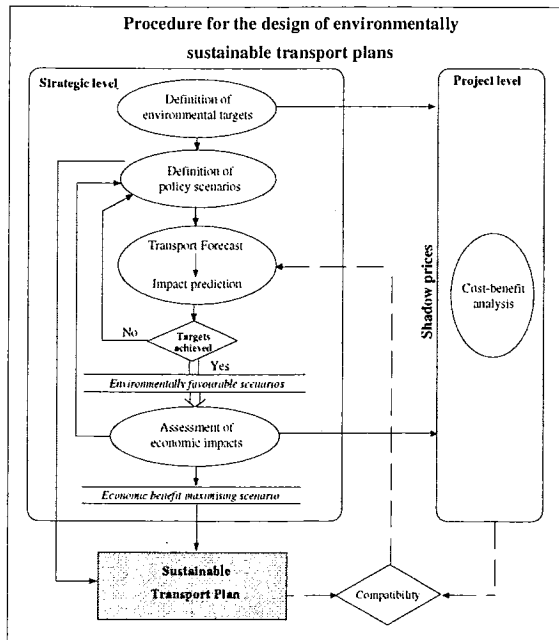 Procedure for the design of environmentally
sustainable transport plans
Strategic level
Project level
Definition of
environmental targets
Definition of
policy scenarios
Transport Forecast
Impact prediction
No
Targets
achieved
Yes
Environmentally favourable scenarios
Assessment of
economic impacts
Economic benefit maximising scenario
Shadow prices
Cost-benefit
analysis
Sustainable
Transport Plan
Compatibility